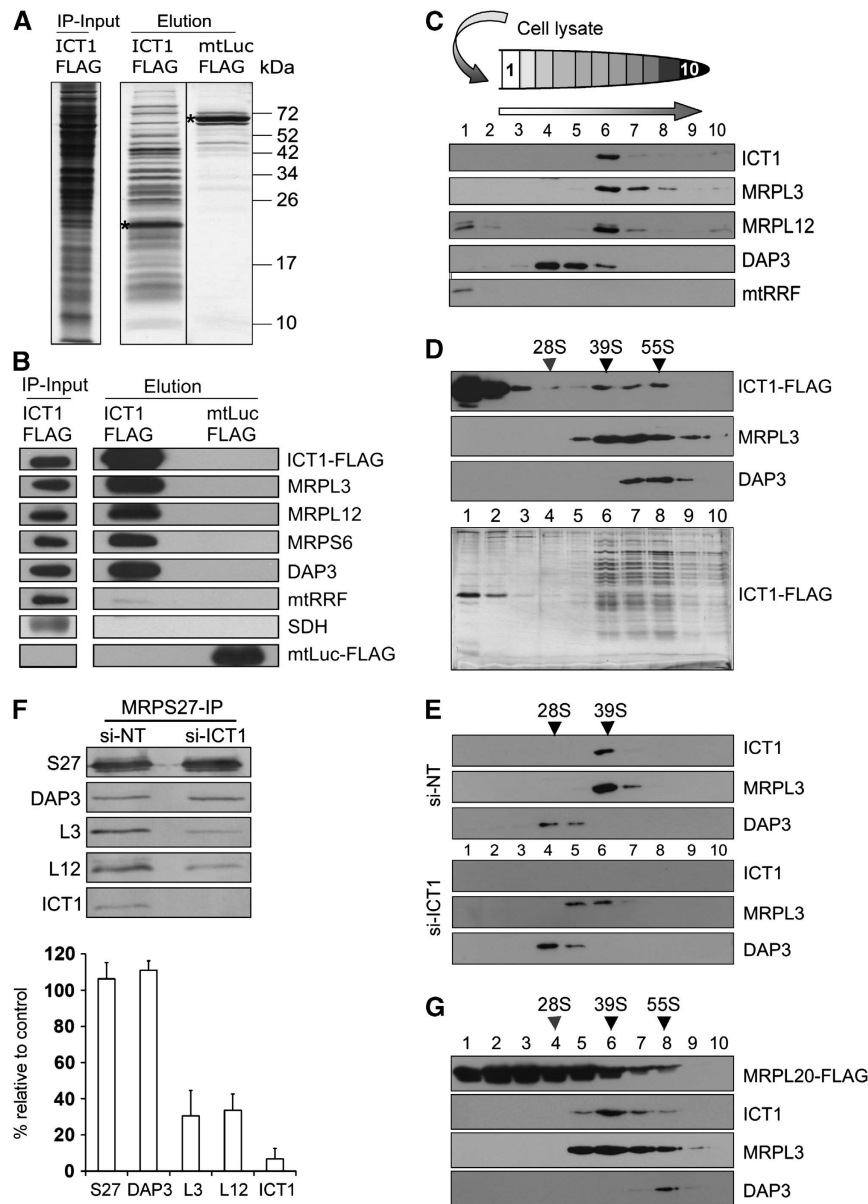 A
IP-Input
Elution
ICT1
FLAG
ICT1
FLAG
mtLuc
FLAG
kDa
*
*
72
52
42
34
26
17
10
B
IP-Input
Elution
ICT1
FLAG
ICT1
FLAG
mtLuc
FLAG
ICT1-FLAG
MRPL3
MRPL12
MRPS6
DAP3
mtRRF
SDH
mtLuc-FLAG
F
MRPS27-IP
si-NT si-ICT1
S27
DAP3
L3
L12
ICT1
% relative to control
120
100
80
60
40
20
0
S27 DAP3 L3 L12 ICT1
C
Cell lysate
1 10
1 2 3 4 5 6 7 8 9 10
ICT1
MRPL3
MRPL12
DAP3
mtRRF
D
28S 39S 55S
ICT1-FLAG
MRPL3
DAP3
1 2 3 4 5 6 7 8 9 10
ICT1-FLAG
E
28S 39S
si-NT
ICT1
MRPL3
DAP3
1 2 3 4 5 6 7 8 9 10
si-ICT1
ICT1
MRPL3
DAP3
G
28S 39S 55S
1 2 3 4 5 6 7 8 9 10
MRPL20-FLAG
ICT1
MRPL3
DAP3